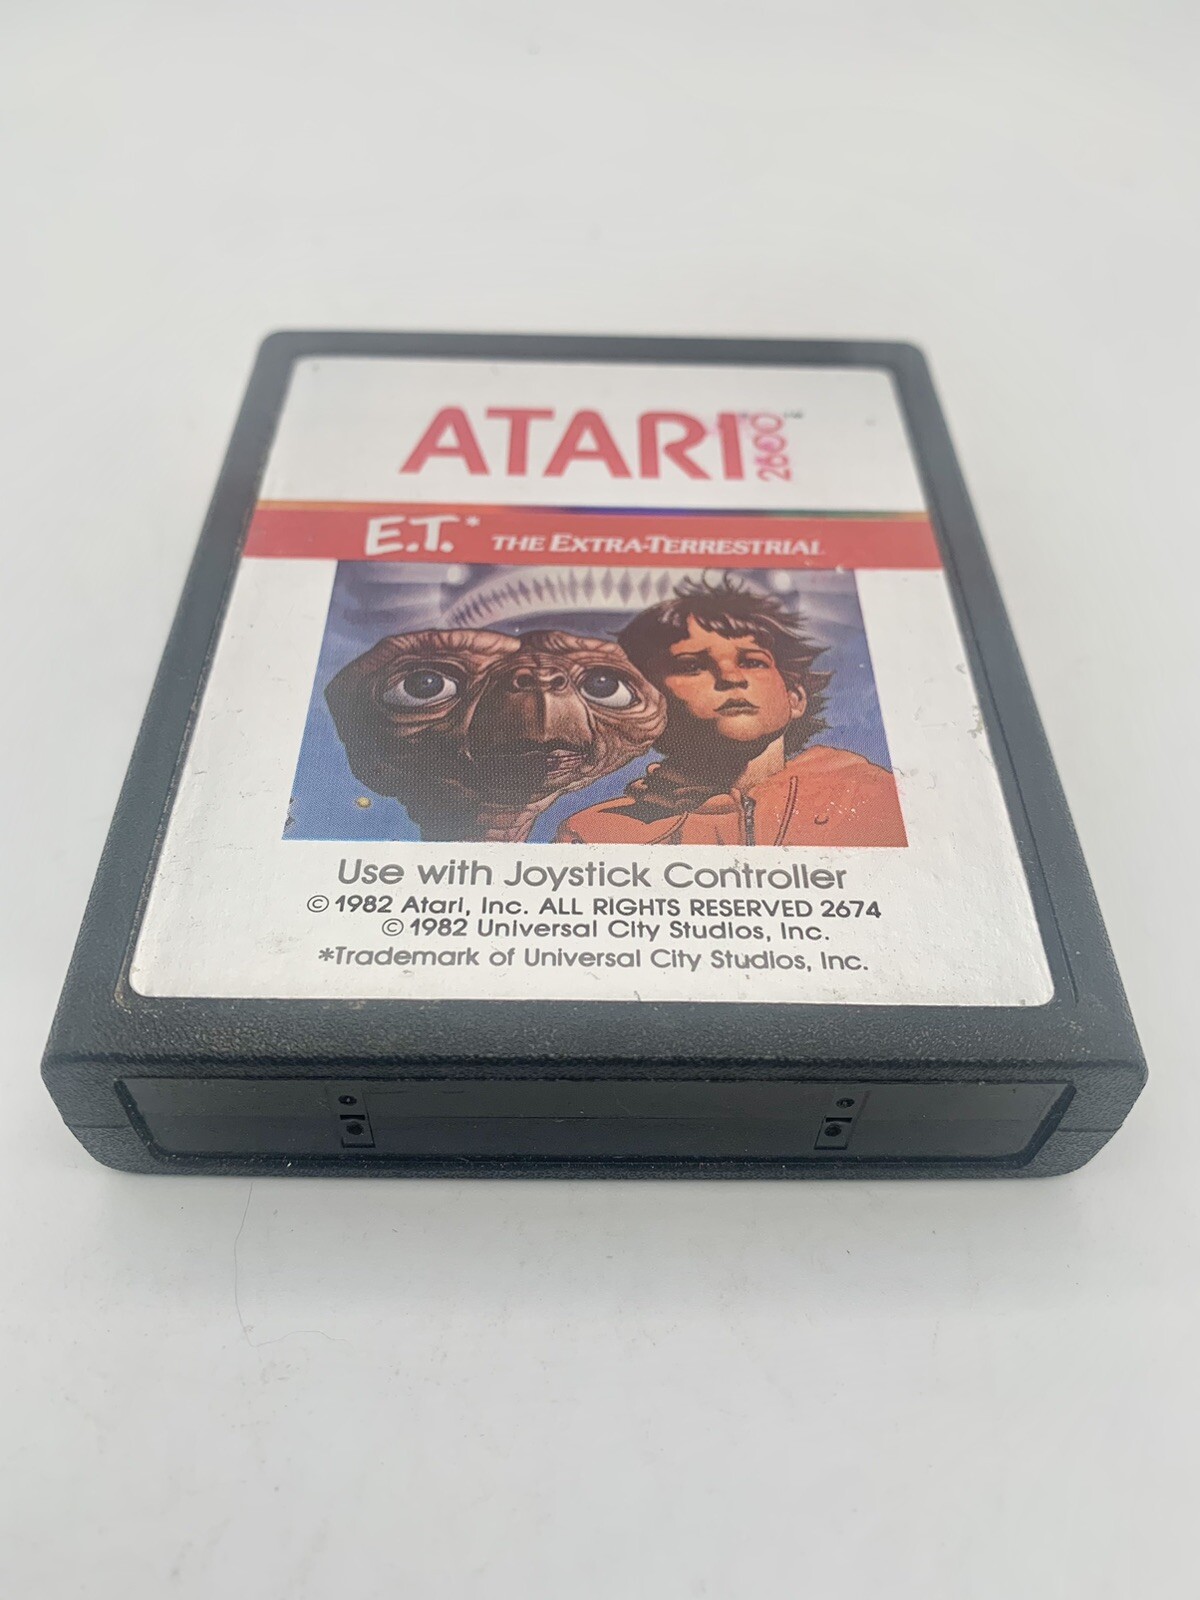 ATARI® 2600™
E.T.* THE EXTRA-TERRESTRIAL
Use with Joystick Controller
© 1982 Atari, Inc. ALL RIGHTS RESERVED 2674
© 1982 Universal City Studios, Inc.
*Trademark of Universal City Studios, Inc.